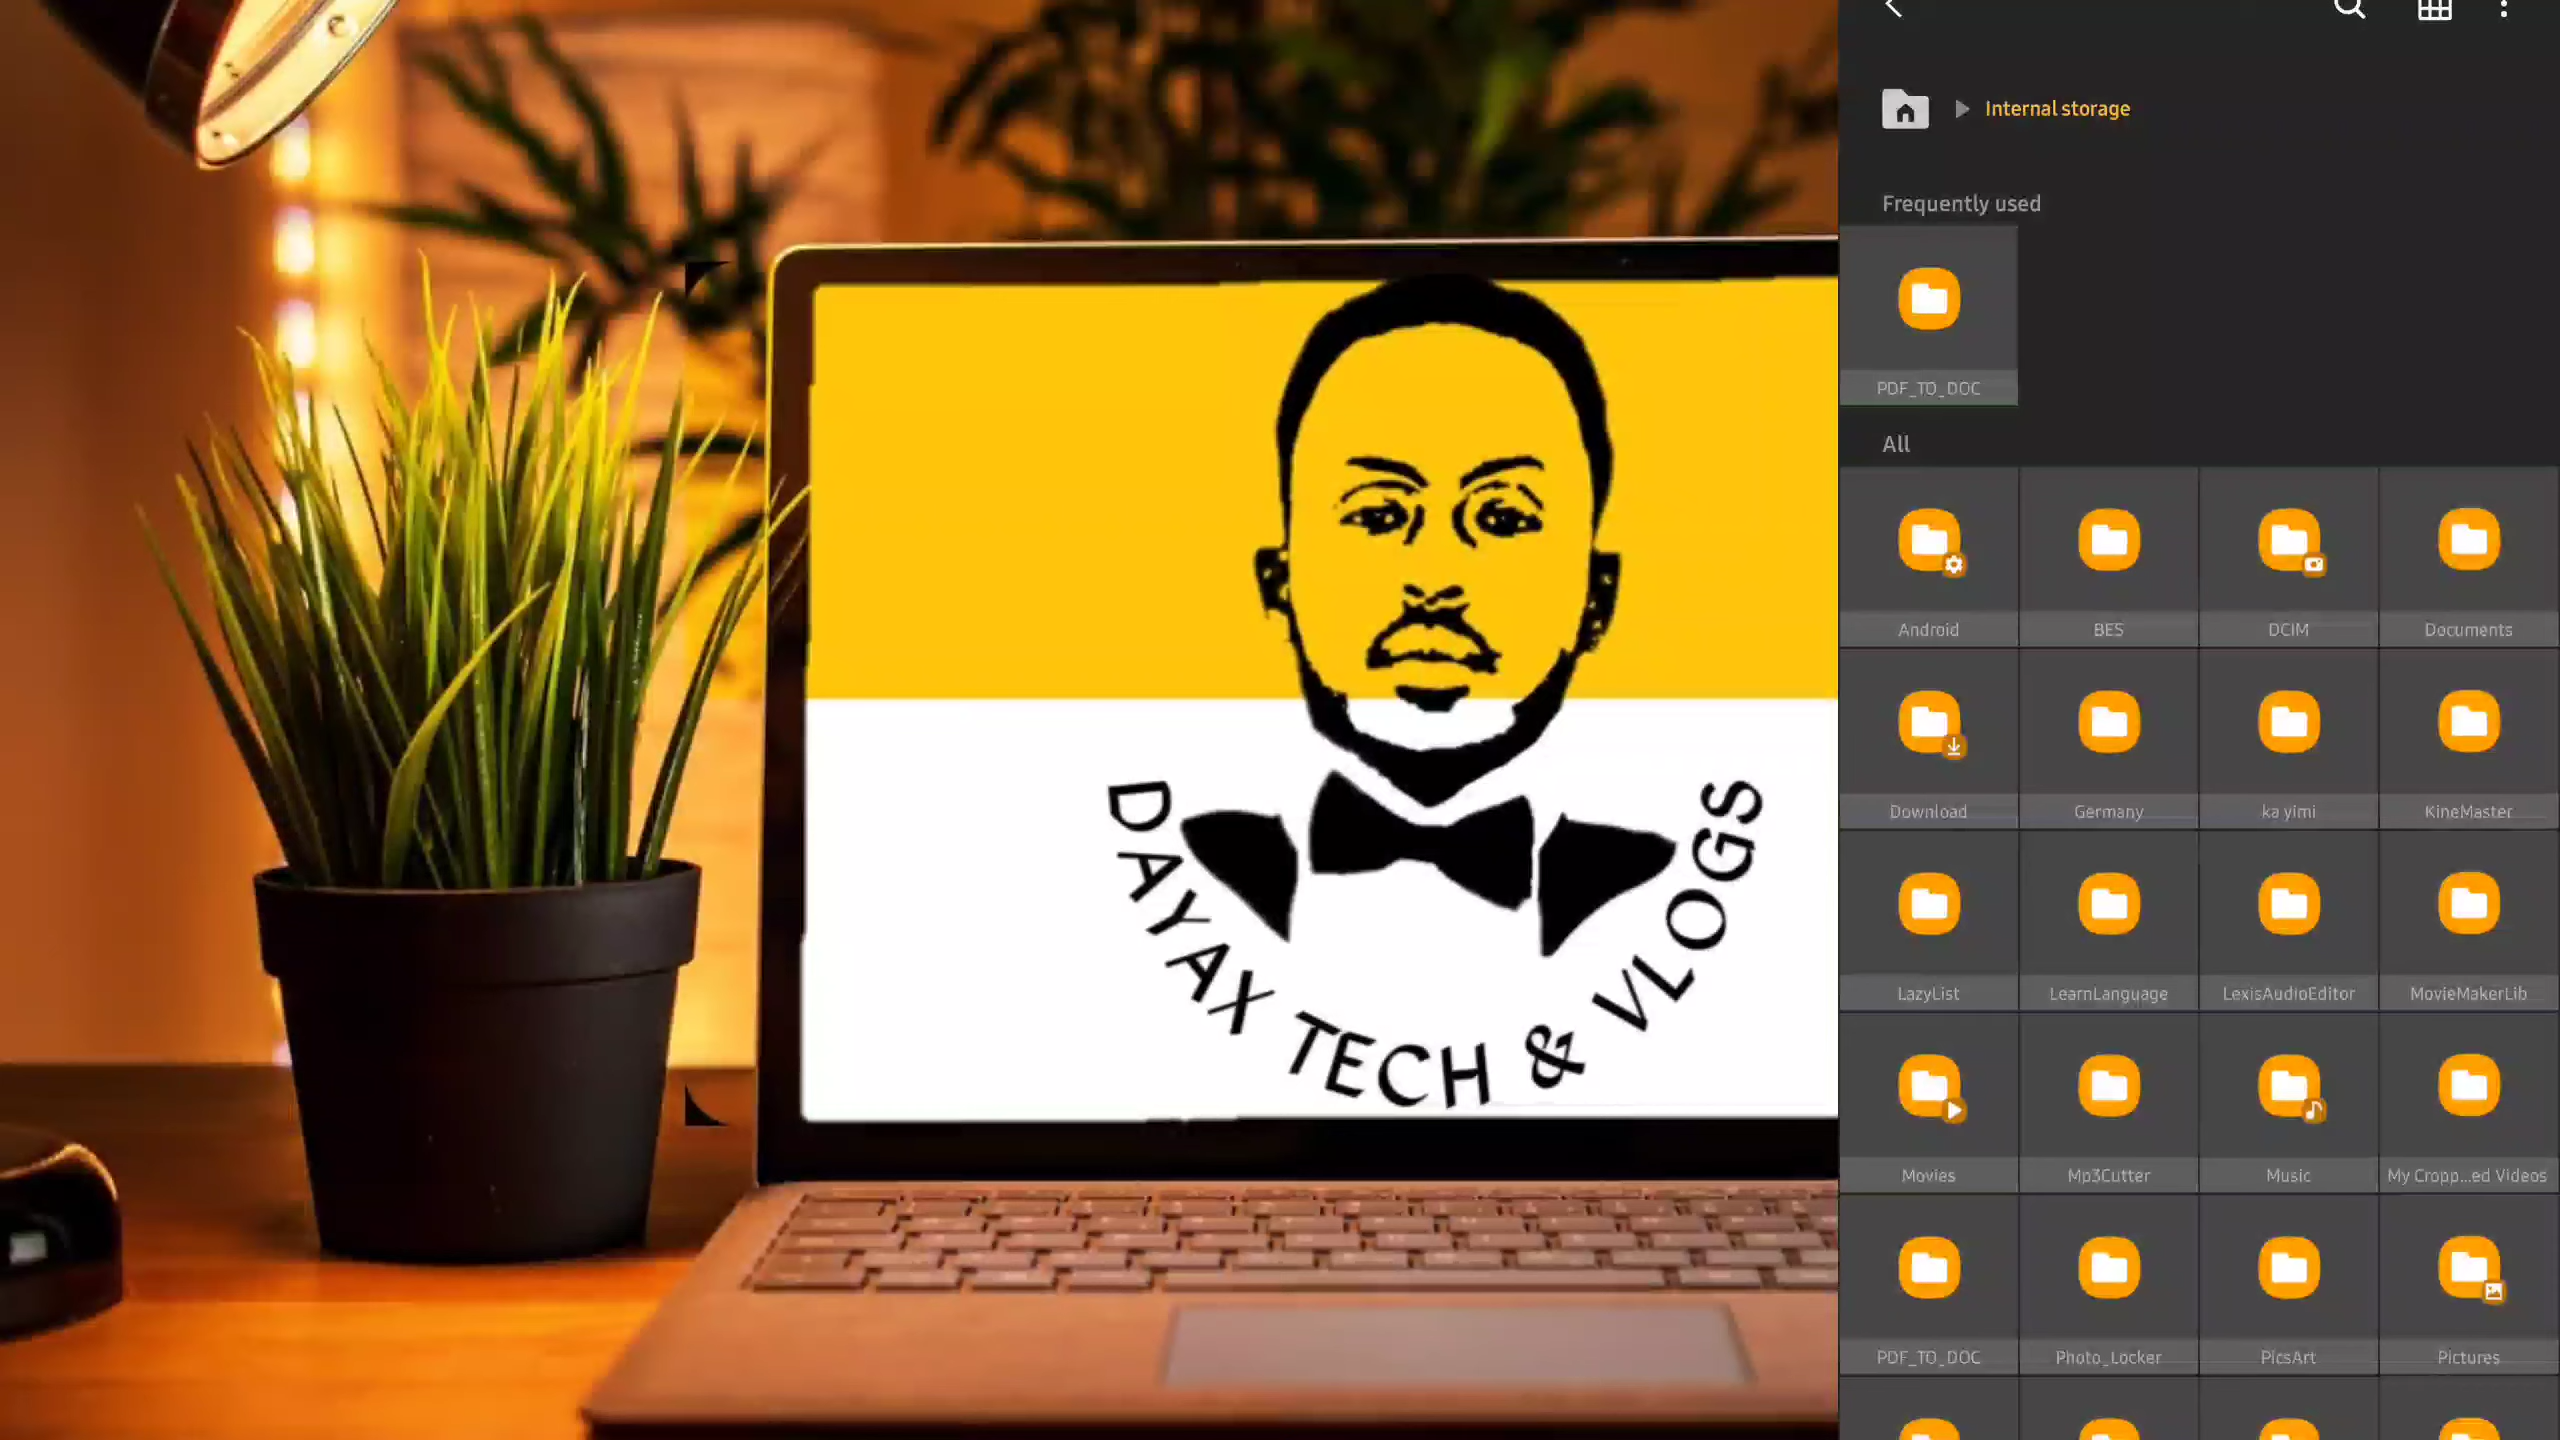 DAYAX TECH & VLOGS
Internal storage
Frequently used
PDF_TO_DOC
All
Android
BES
DCIM
Documents
Download
Germany
ka yimi
KineMaster
LazyList
LearnLanguage
LexisAudioEditor
MovieMakerLib
Movies
Mp3Cutter
Music
My Cropp...ed Videos
PDF_TO_DOC
Photo_Locker
PicsArt
Pictures